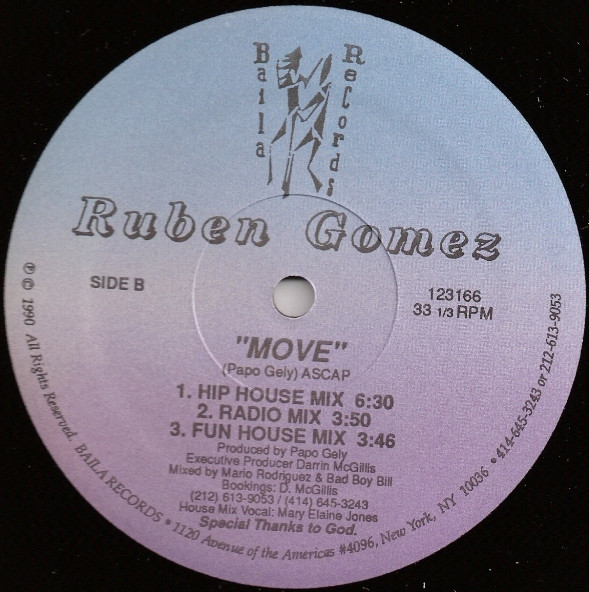 Baila Records
Ruben Gomez
SIDE B
123166
33 1/3 RPM
"MOVE"
(Papo Gely) ASCAP
1. HIP HOUSE MIX 6:30
2. RADIO MIX 3:50
3. FUN HOUSE MIX 3:46
Produced by Papo Gely
Executive Producer Darrin McGillis
Mixed by Mario Rodriguez & Bad Boy Bill
Bookings: D. McGillis
(212) 613-9053 / (414) 645-3243
House Mix Vocal: Mary Elaine Jones
Special Thanks to God.
℗ © 1990 All Rights Reserved. BAILA RECORDS • 1120 Avenue of the Americas #4096, New York, NY 10036 • 414-645-3243 or 212-613-9053